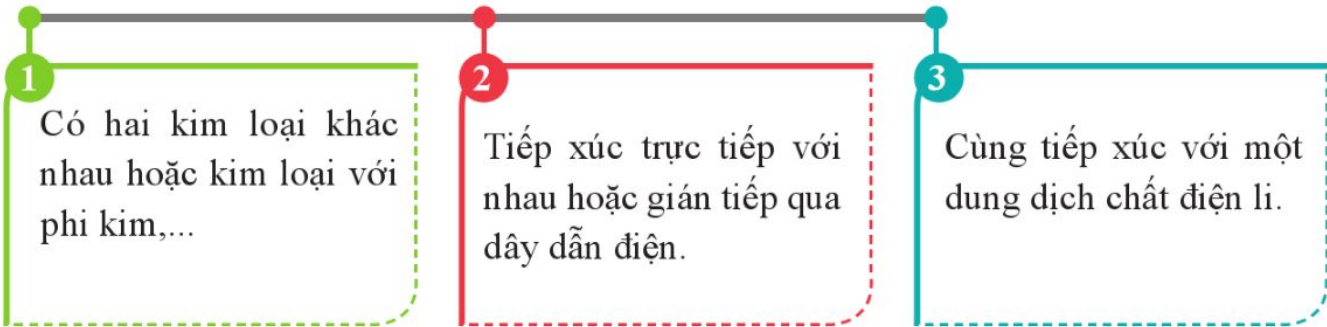 1
Có hai kim loại khác
nhau hoặc kim loại với
phi kim,...
2
Tiếp xúc trực tiếp với
nhau hoặc gián tiếp qua
dây dẫn điện.
3
Cùng tiếp xúc với một
dung dịch chất điện li.